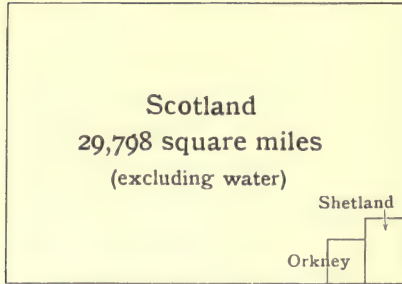 Scotland
29,798 square miles
(excluding water)
Shetland
Orkney